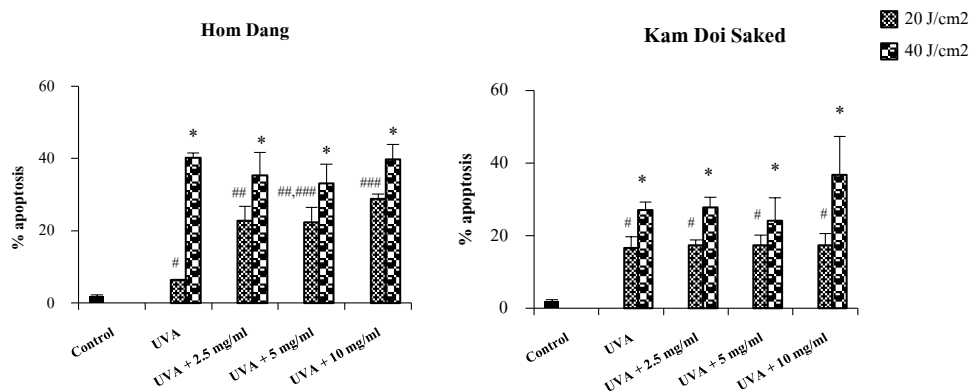 Hom Dang
% apoptosis
60
40
20
0
#
*
##
*
##,###
*
###
*
Control
UVA
UVA + 2.5 mg/ml
UVA + 5 mg/ml
UVA + 10 mg/ml
Kam Doi Saked
% apoptosis
60
40
20
0
#
*
#
*
#
*
#
*
Control
UVA
UVA + 2.5 mg/ml
UVA + 5 mg/ml
UVA + 10 mg/ml
20 J/cm2
40 J/cm2